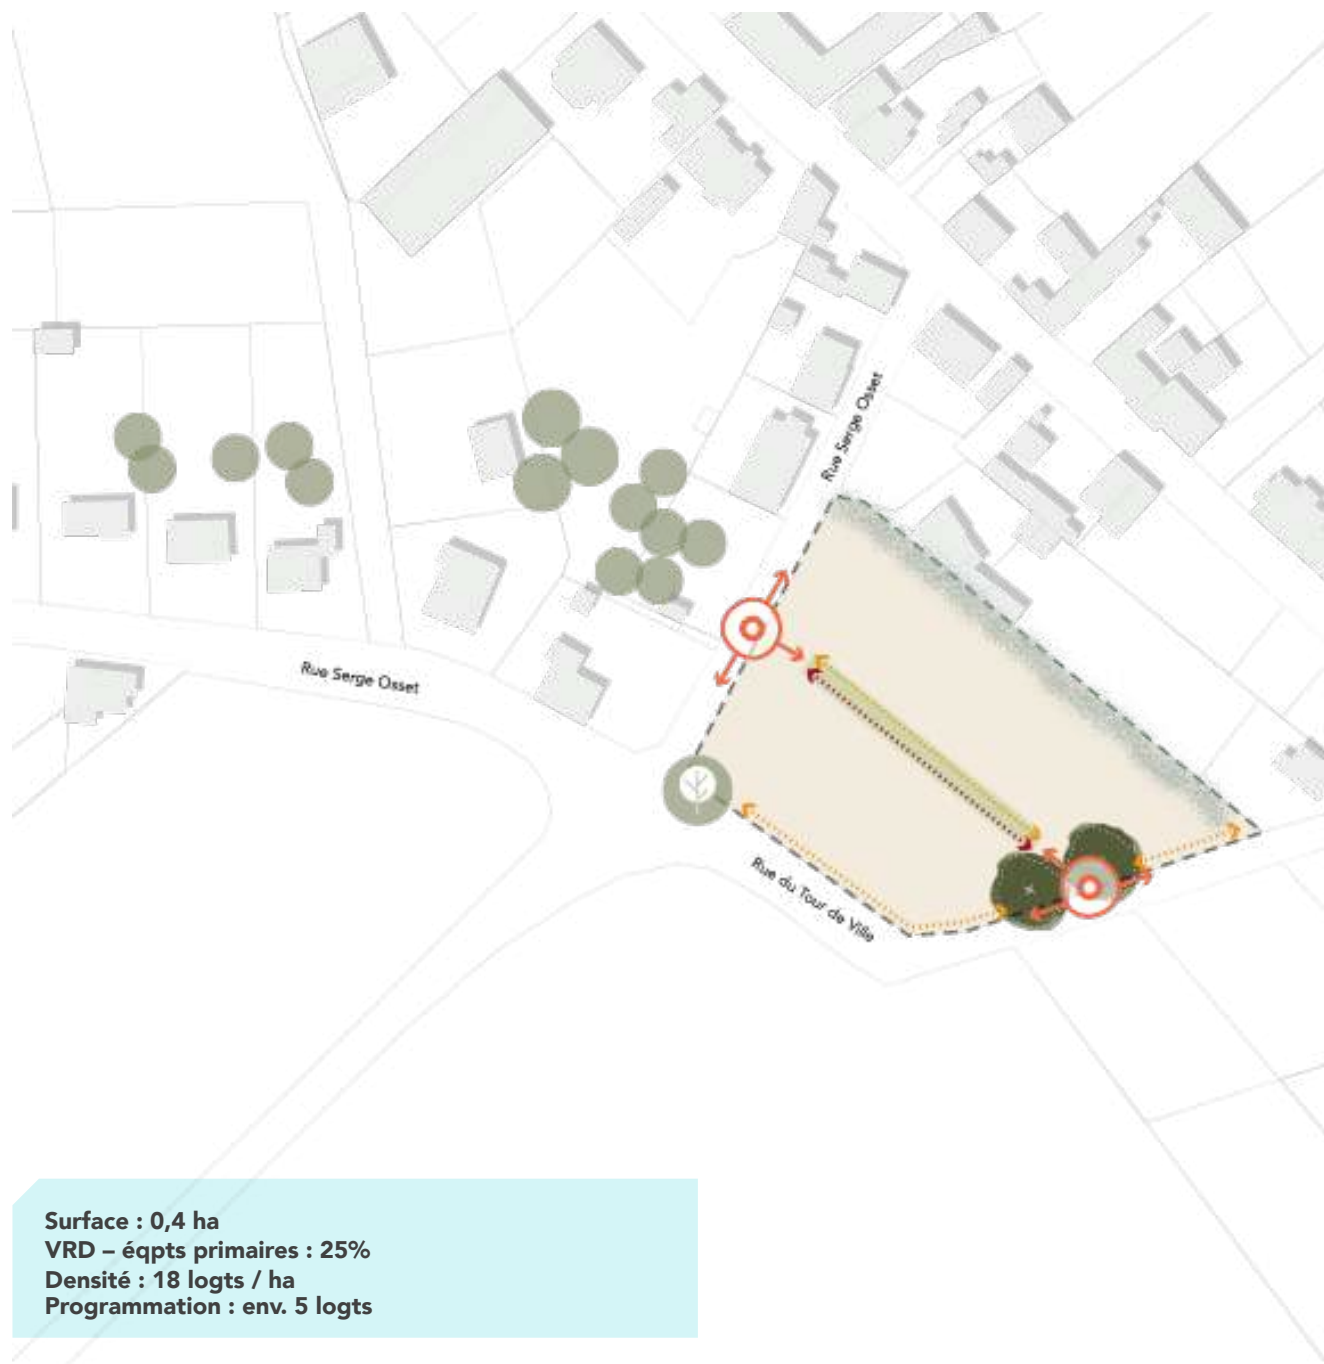 Rue Serge Osset
Rue Serge Osset
Rue du Tour de Ville
Surface : 0,4 ha
VRD – éqpts primaires : 25%
Densité : 18 logts / ha
Programmation : env. 5 logts